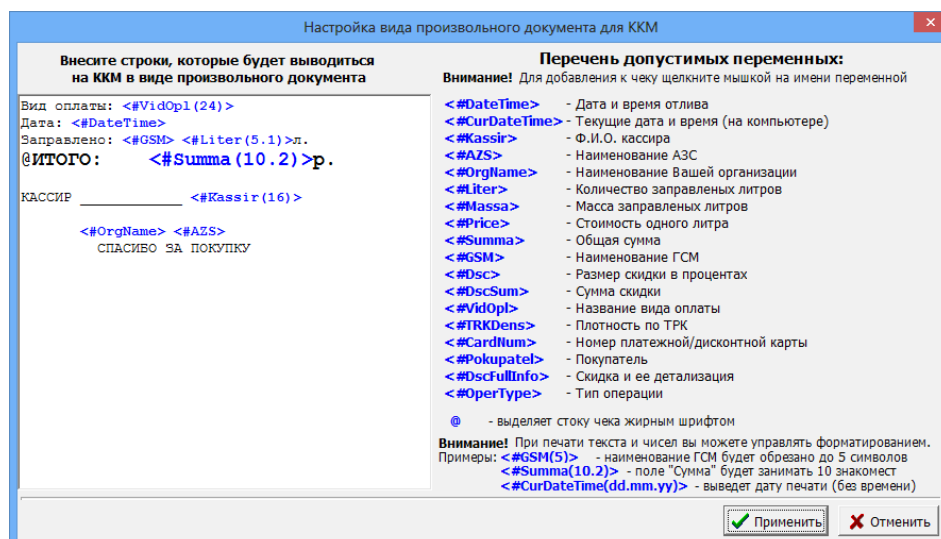 Настройка вида произвольного документа для ККМ
Внесите строки, которые будет выводиться
на ККМ в виде произвольного документа
Вид оплаты: <#VidOpl(24)>
Дата: <#DateTime>
Заправлено: <#GSM> <#Liter(5.1)>л.
@ИТОГО: <#Summa(10.2)>р.
КАССИР ____________ <#Kassir(16)>
<#OrgName> <#AZS>
СПАСИБО ЗА ПОКУПКУ
Перечень допустимых переменных:
Внимание! Для добавления к чеку щелкните мышкой на имени переменной
<#DateTime> - Дата и время отлива
<#CurDateTime> - Текущие дата и время (на компьютере)
<#Kassir> - Ф.И.О. кассира
<#AZS> - Наименование АЗС
<#OrgName> - Наименование Вашей организации
<#Liter> - Количество заправленых литров
<#Massa> - Масса заправленых литров
<#Price> - Стоимость одного литра
<#Summa> - Общая сумма
<#GSM> - Наименование ГСМ
<#Dsc> - Размер скидки в процентах
<#DscSum> - Сумма скидки
<#VidOpl> - Название вида оплаты
<#TRKDens> - Плотность по ТРК
<#CardNum> - Номер платежной/дисконтной карты
<#Pokupatel> - Покупатель
<#DscFullInfo> - Скидка и ее детализация
<#OperType> - Тип операции
@ - выделяет стоку чека жирным шрифтом
Внимание! При печати текста и чисел вы можете управлять форматированием.
Примеры: <#GSM(5)> - наименование ГСМ будет обрезано до 5 символов
<#Summa(10.2)> - поле "Сумма" будет занимать 10 знакомест
<#CurDateTime(dd.mm.yy)> - выведет дату печати (без времени)
Применить
Отменить